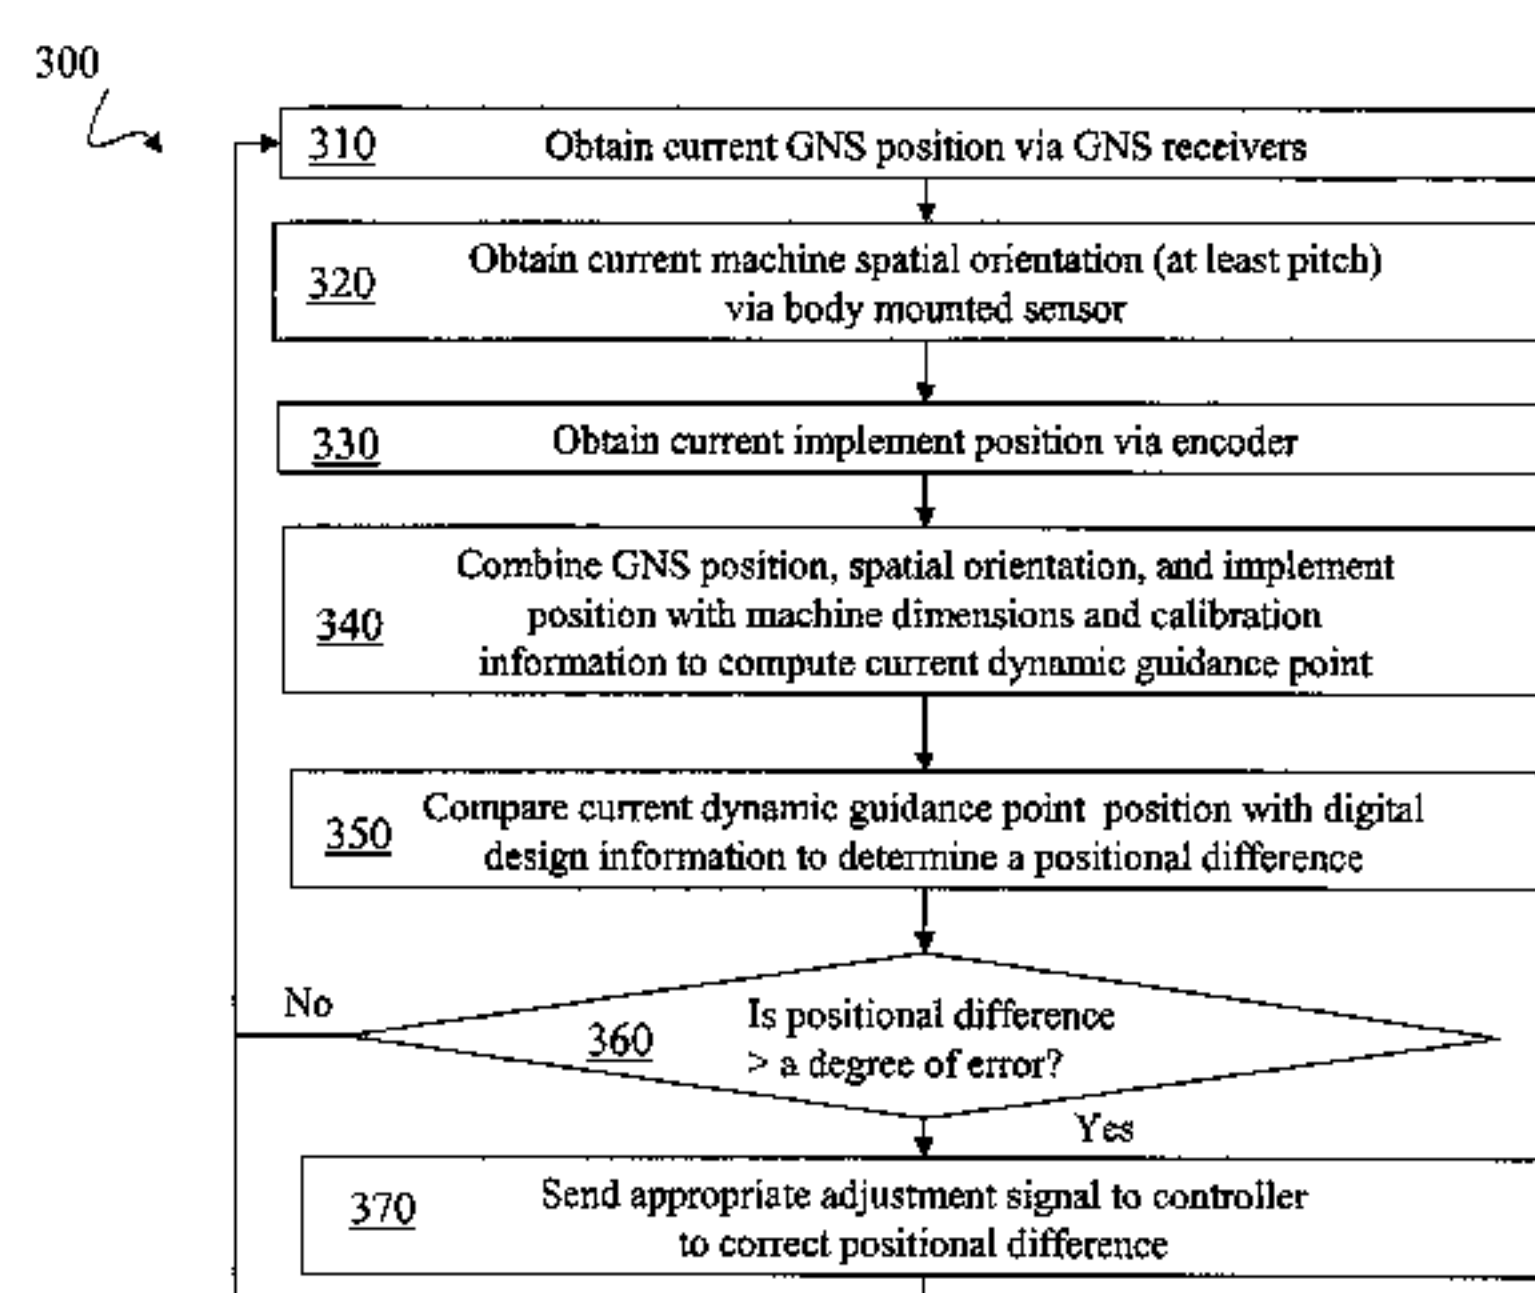 300
310 Obtain current GNS position via GNS receivers
320 Obtain current machine spatial orientation (at least pitch)
via body mounted sensor
330 Obtain current implement position via encoder
Combine GNS position, spatial orientation, and implement
340 position with machine dimensions and calibration
information to compute current dynamic guidance point
350 Compare current dynamic guidance point position with digital
design information to determine a positional difference
No
360 Is positional difference
> a degree of error?
Yes
370 Send appropriate adjustment signal to controller
to correct positional difference